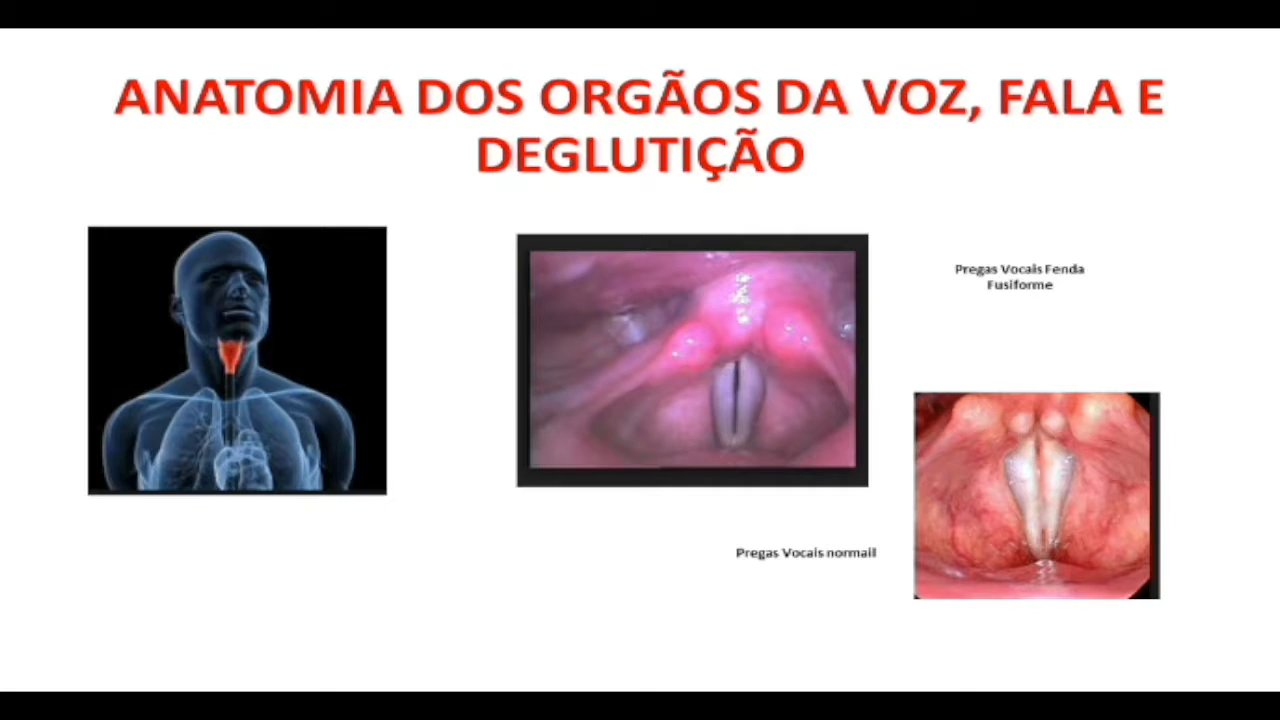 ANATOMIA DOS ORGÃOS DA VOZ, FALA E
DEGLUTIÇÃO
Pregas Vocais Fenda
Fusiforme
Pregas Vocais normail